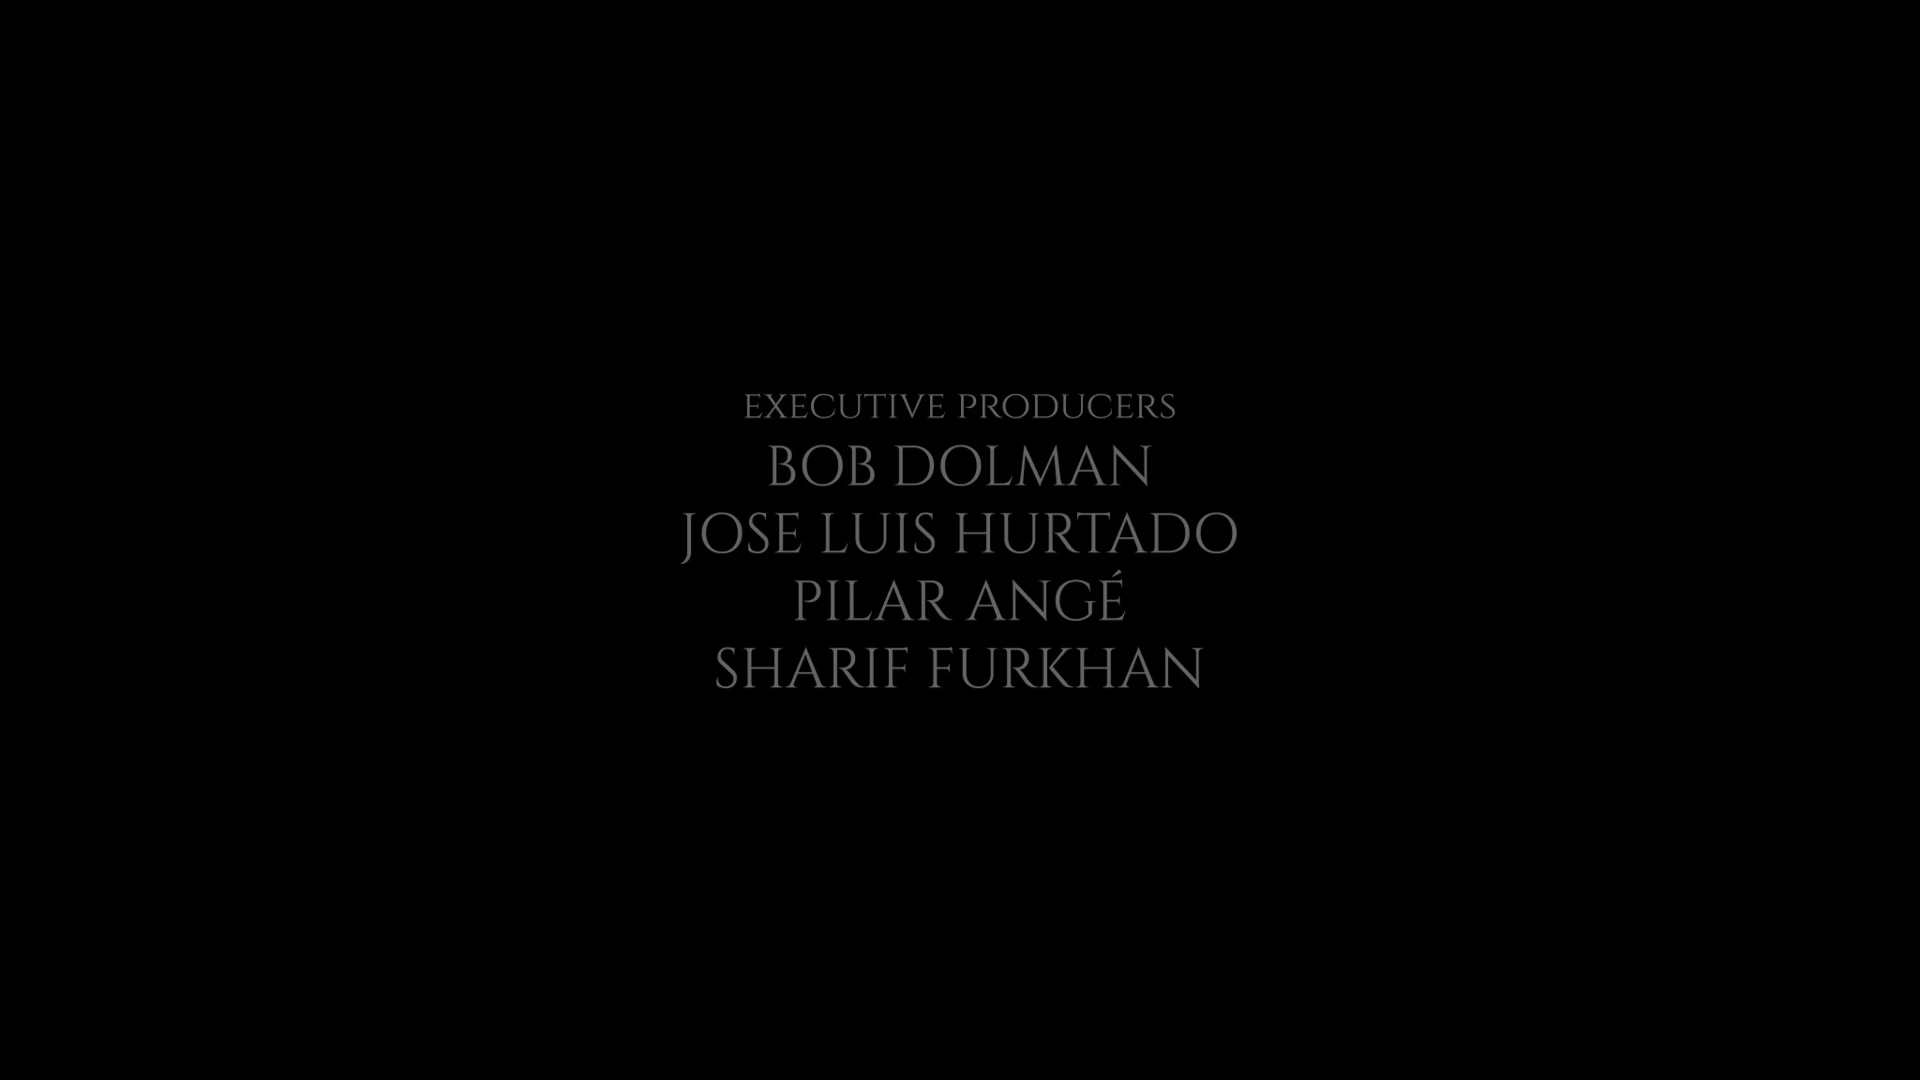 EXECUTIVE PRODUCERS
BOB DOLMAN
JOSE LUIS HURTADO
PILAR ANGÉ
SHARIF FURKHAN